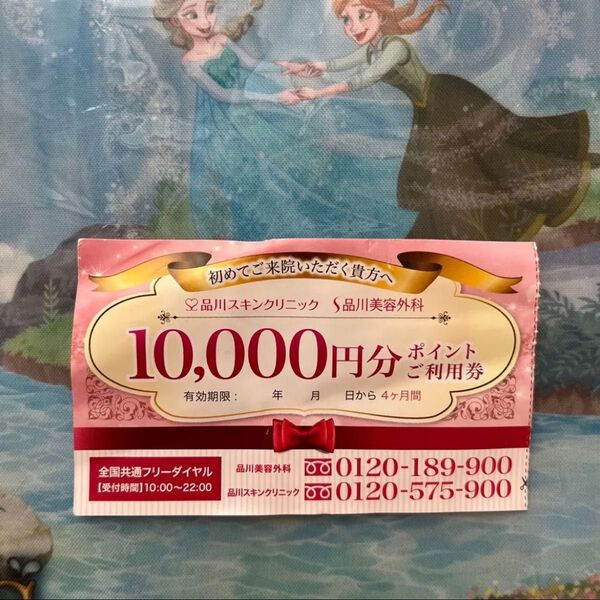 初めてご来院いただく貴方へ
品川スキンクリニック 品川美容外科
10,000円分 ポイント
ご利用券
有効期限： 年 月 日から 4ヶ月間
全国共通フリーダイヤル
【受付時間】10:00～22:00
品川美容外科 0120-189-900
品川スキンクリニック 0120-575-900